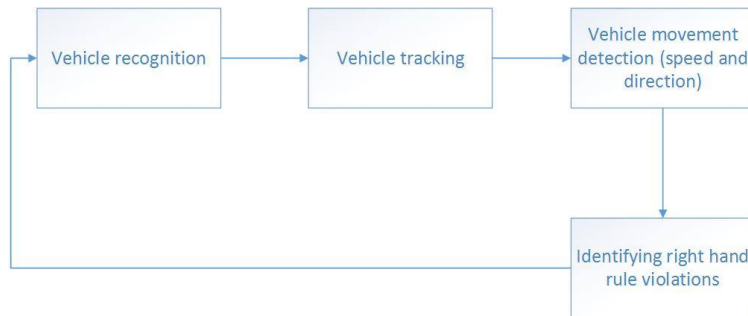 Vehicle recognition
Vehicle tracking
Vehicle movement
detection (speed and
direction)
Identifying right hand
rule violations